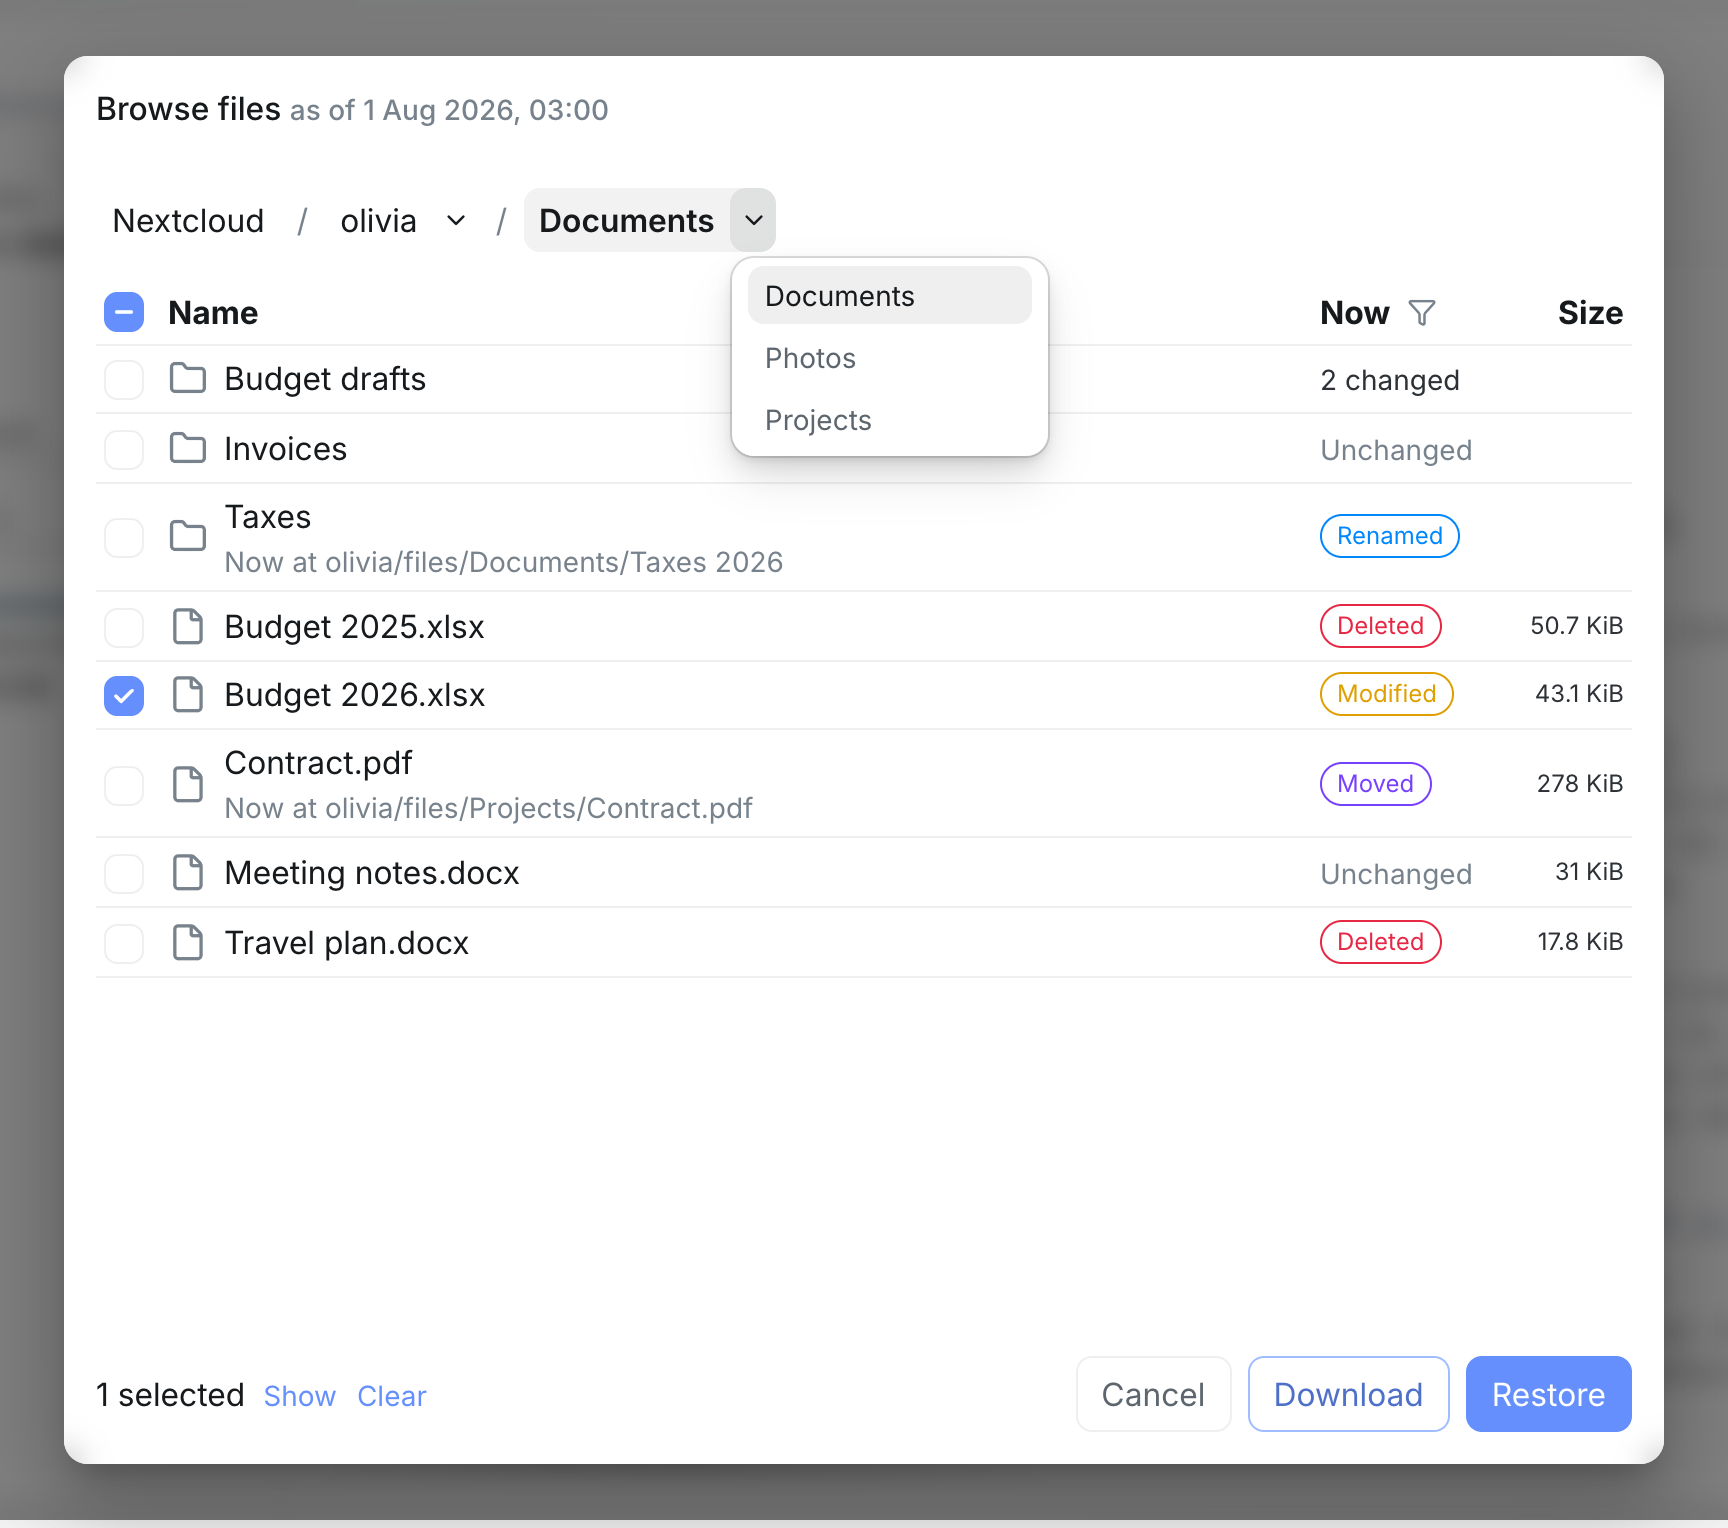 Browse files as of 1 Aug 2026, 03:00
Nextcloud / olivia / Documents
Documents
Photos
Projects
Name Now Size
Budget drafts 2 changed
Invoices Unchanged
Taxes
Now at olivia/files/Documents/Taxes 2026
Renamed
Budget 2025.xlsx Deleted 50.7 KiB
Budget 2026.xlsx Modified 43.1 KiB
Contract.pdf
Now at olivia/files/Projects/Contract.pdf
Moved 278 KiB
Meeting notes.docx Unchanged 31 KiB
Travel plan.docx Deleted 17.8 KiB
1 selected Show Clear Cancel Download Restore